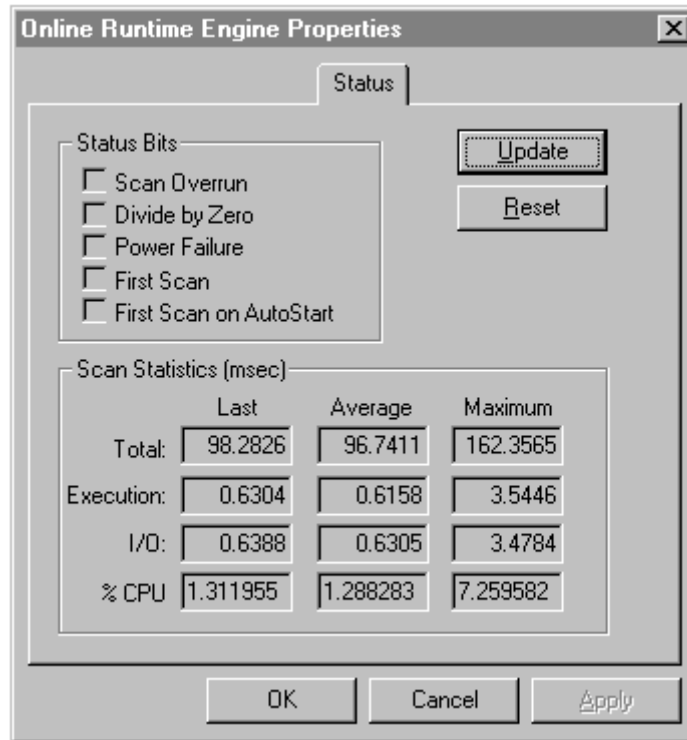 Online Runtime Engine Properties
Status
Status Bits
Scan Overrun
Divide by Zero
Power Failure
First Scan
First Scan on AutoStart
Update
Reset
Scan Statistics (msec)
Last Average Maximum
Total: 98.2826 96.7411 162.3565
Execution: 0.6304 0.6158 3.5446
I/O: 0.6388 0.6305 3.4784
% CPU 1.311955 1.288283 7.259582
OK Cancel Apply